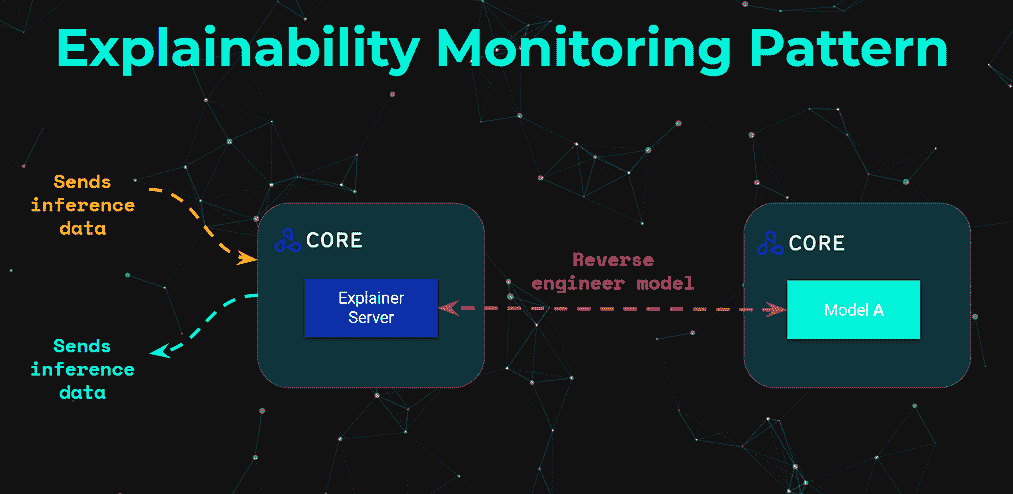 Explainability Monitoring Pattern
Sends
inference
data
CORE
Explainer
Server
Reverse
engineer model
CORE
Model A
Sends
inference
data